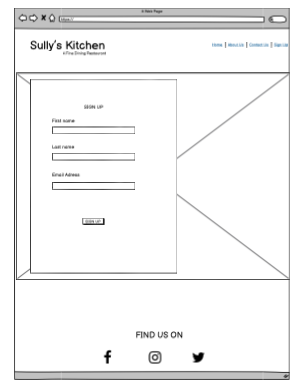 A Web Page
https://
Sully's Kitchen
A Fine Dining Restaurant
Home | About Us | Contact Us | Sign Up
SIGN UP
First name
Last name
Email Adress
SIGN UP
FIND US ON